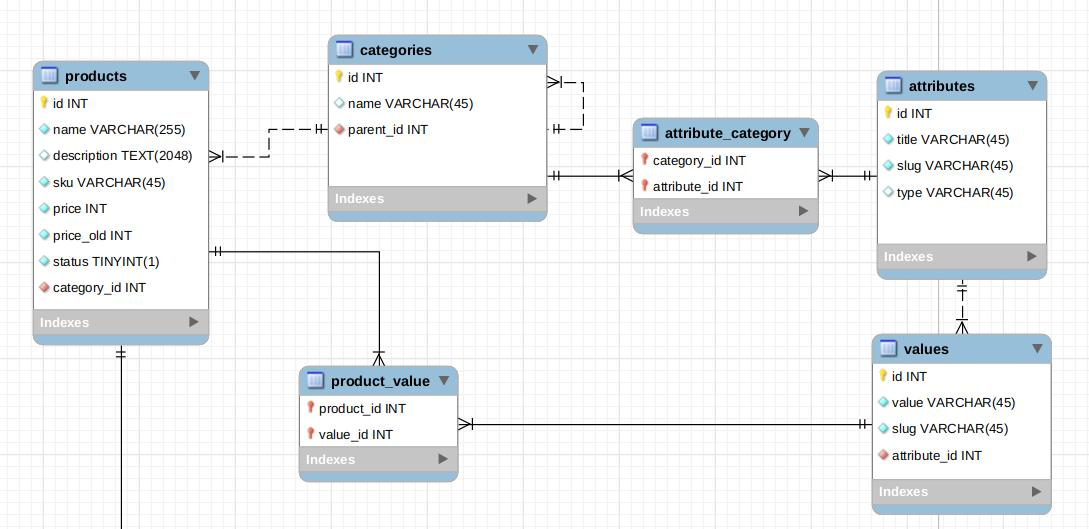 products
id INT
name VARCHAR(255)
description TEXT(2048)
sku VARCHAR(45)
price INT
price_old INT
status TINYINT(1)
category_id INT
Indexes
categories
id INT
name VARCHAR(45)
parent_id INT
Indexes
attribute_category
category_id INT
attribute_id INT
Indexes
attributes
id INT
title VARCHAR(45)
slug VARCHAR(45)
type VARCHAR(45)
Indexes
product_value
product_id INT
value_id INT
Indexes
values
id INT
value VARCHAR(45)
slug VARCHAR(45)
attribute_id INT
Indexes